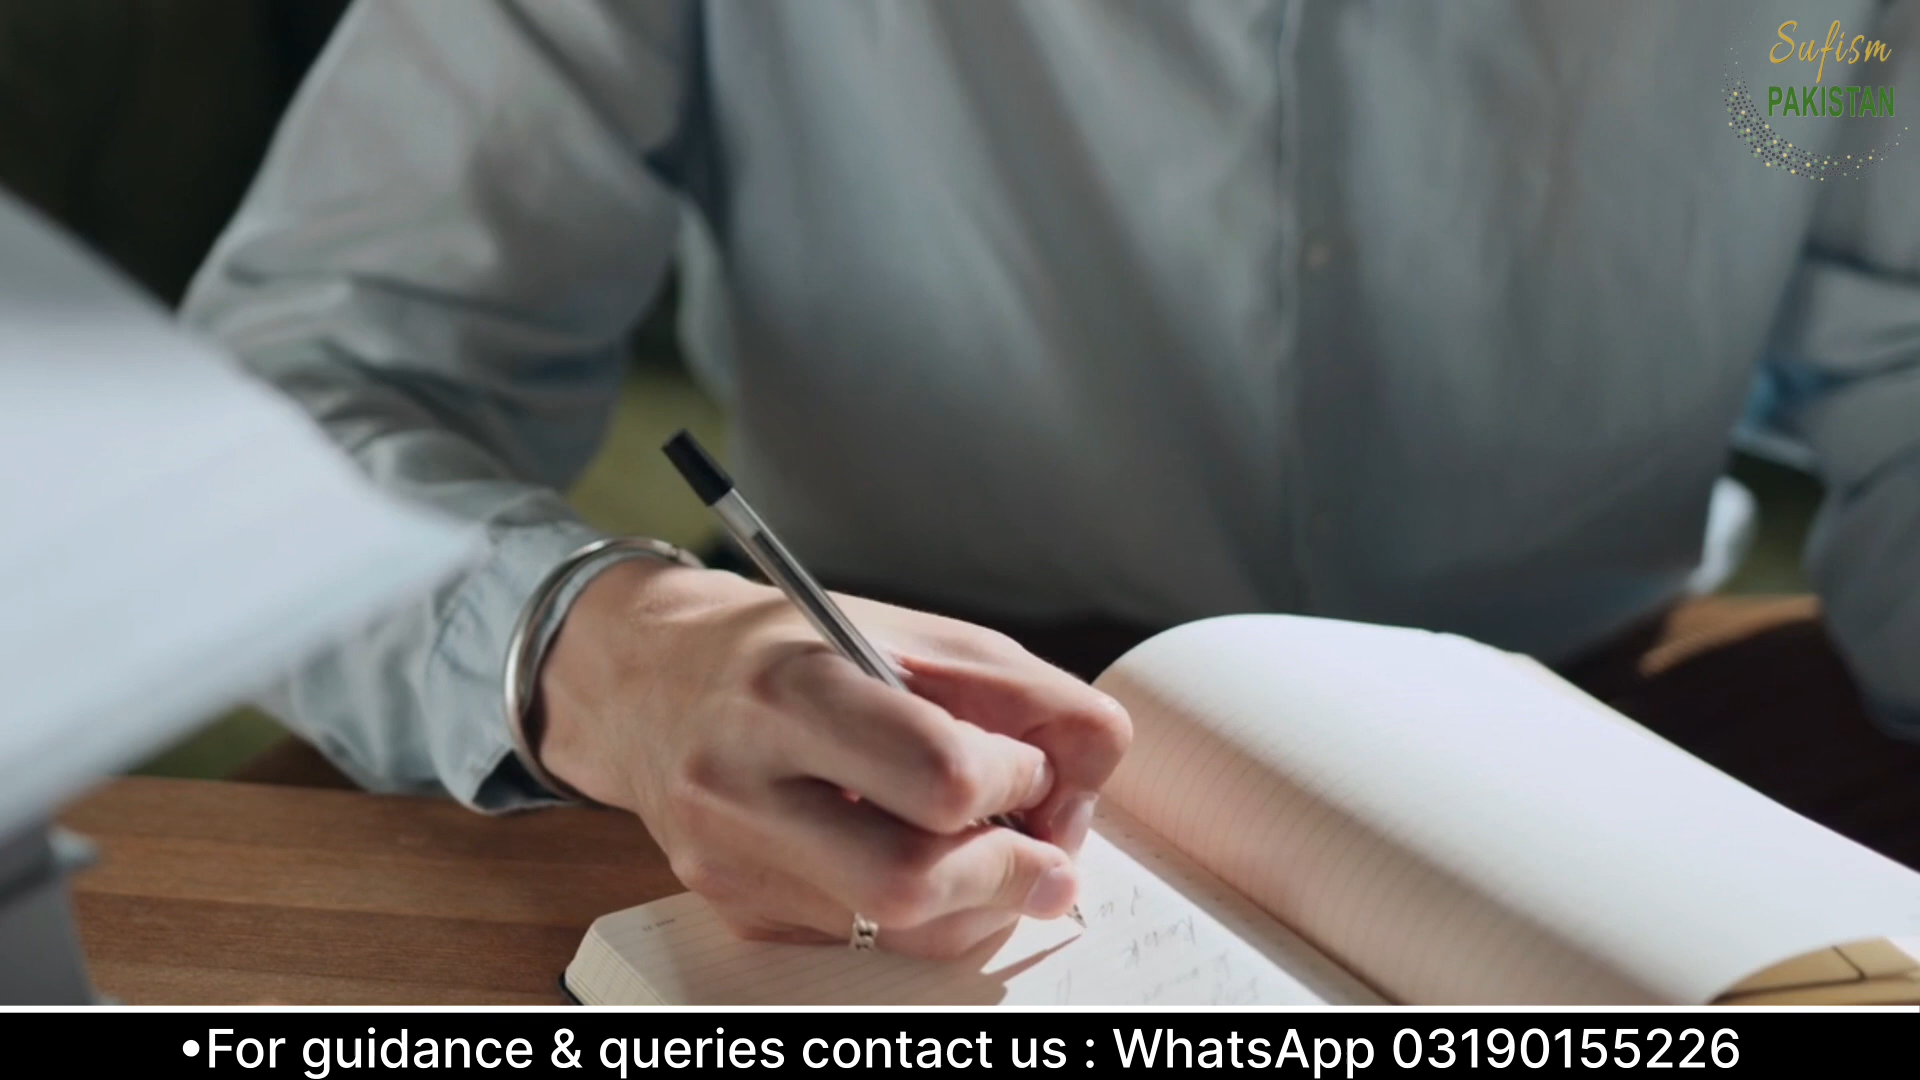 Sufism
PAKISTAN
•For guidance & queries contact us : WhatsApp 03190155226